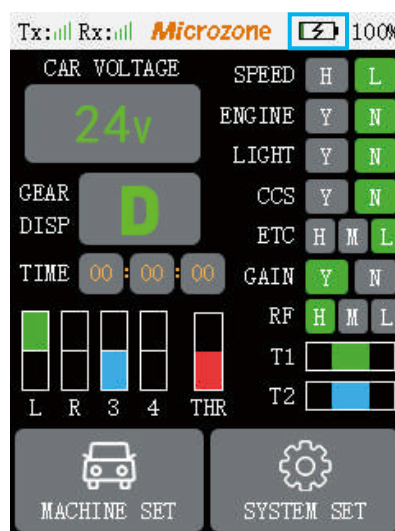 Tx: Rx: Microzone 100%
CAR VOLTAGE
24v
SPEED H L
ENGINE Y N
LIGHT Y N
GEAR DISP D
CCS Y N
ETC H M L
TIME 00:00:00
GAIN Y N
RF H M L
T1
T2
L R 3 4 THR
MACHINE SET
SYSTEM SET